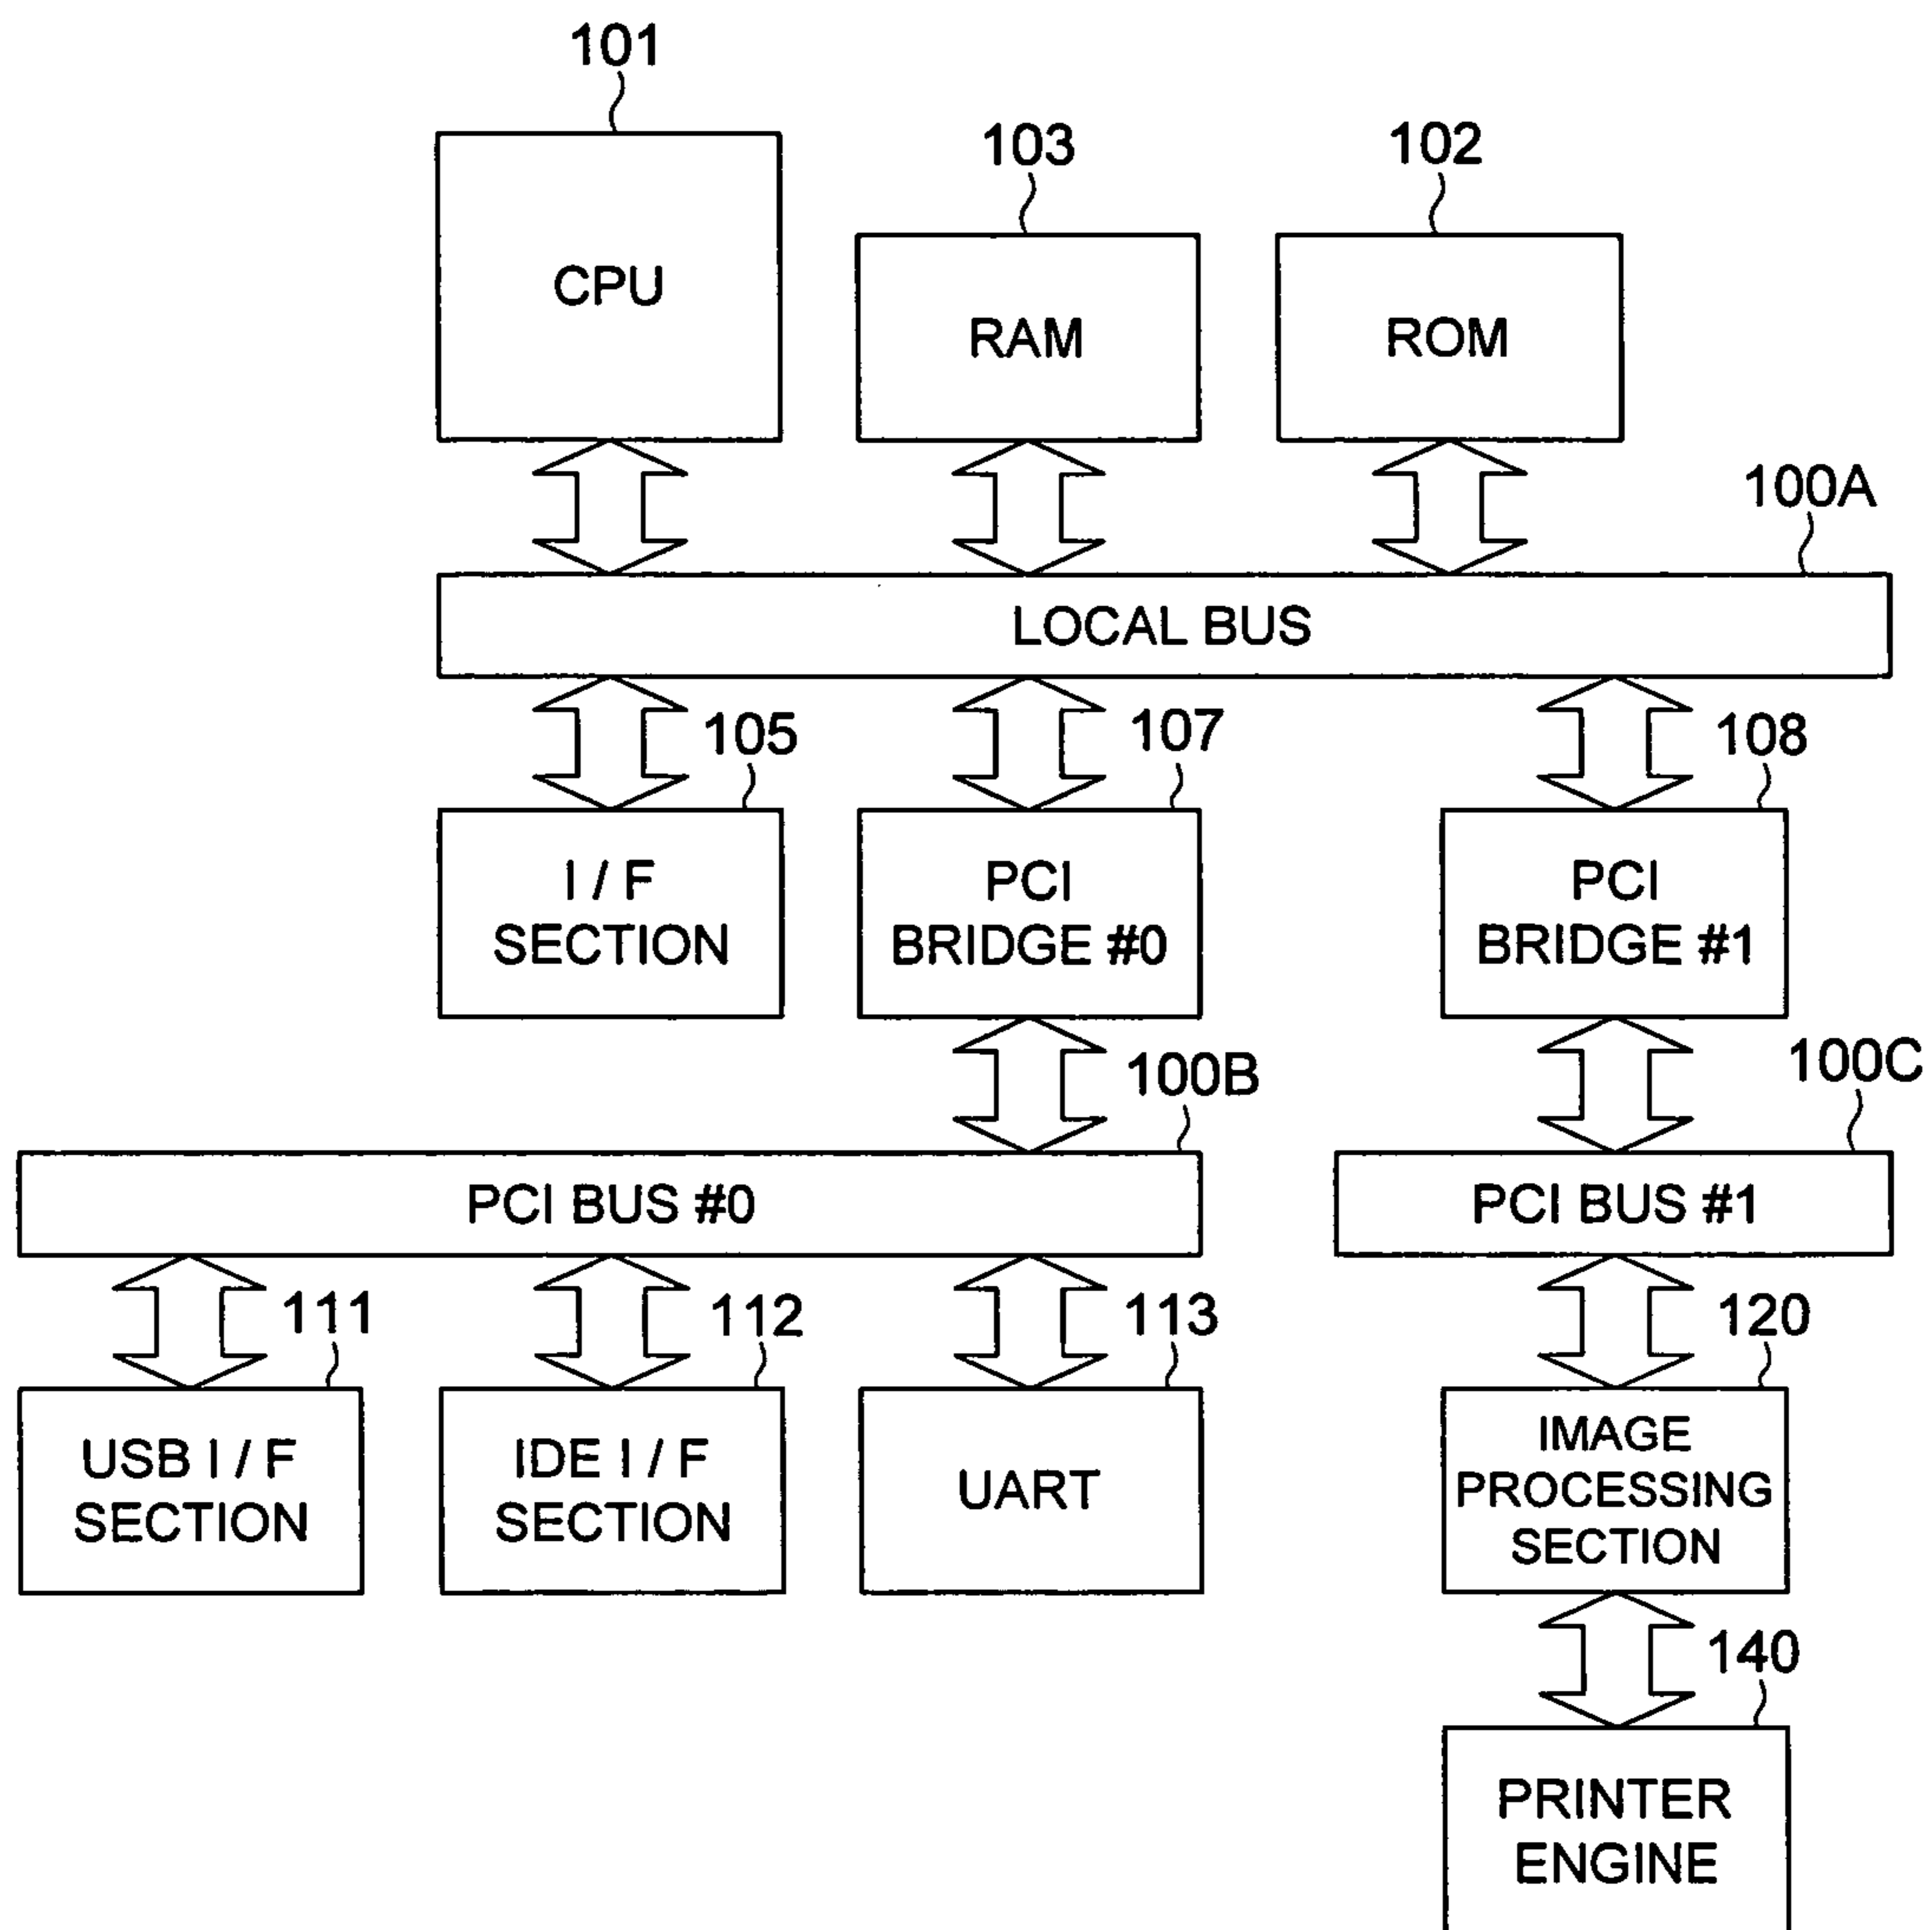 101
103
102
CPU
RAM
ROM
100A
LOCAL BUS
105
107
108
I / F
SECTION
PCI
BRIDGE #0
PCI
BRIDGE #1
100B
100C
PCI BUS #0
PCI BUS #1
111
112
113
120
USB I / F
SECTION
IDE I / F
SECTION
UART
IMAGE
PROCESSING
SECTION
140
PRINTER
ENGINE